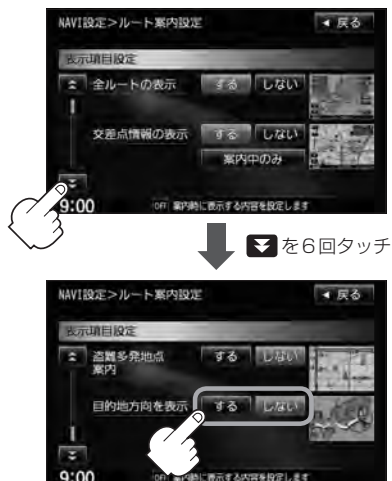 NAVI設定>ルート案内設定 ◀ 戻る
表示項目設定
全ルートの表示 する しない
交差点情報の表示 する しない
案内中のみ
9:00 OFF 案内時に表示する内容を設定します
を6回タッチ
NAVI設定>ルート案内設定 ◀ 戻る
表示項目設定
盗難多発地点 する しない
案内
目的地方向を表示 する しない
9:00 OFF 案内時に表示する内容を設定します